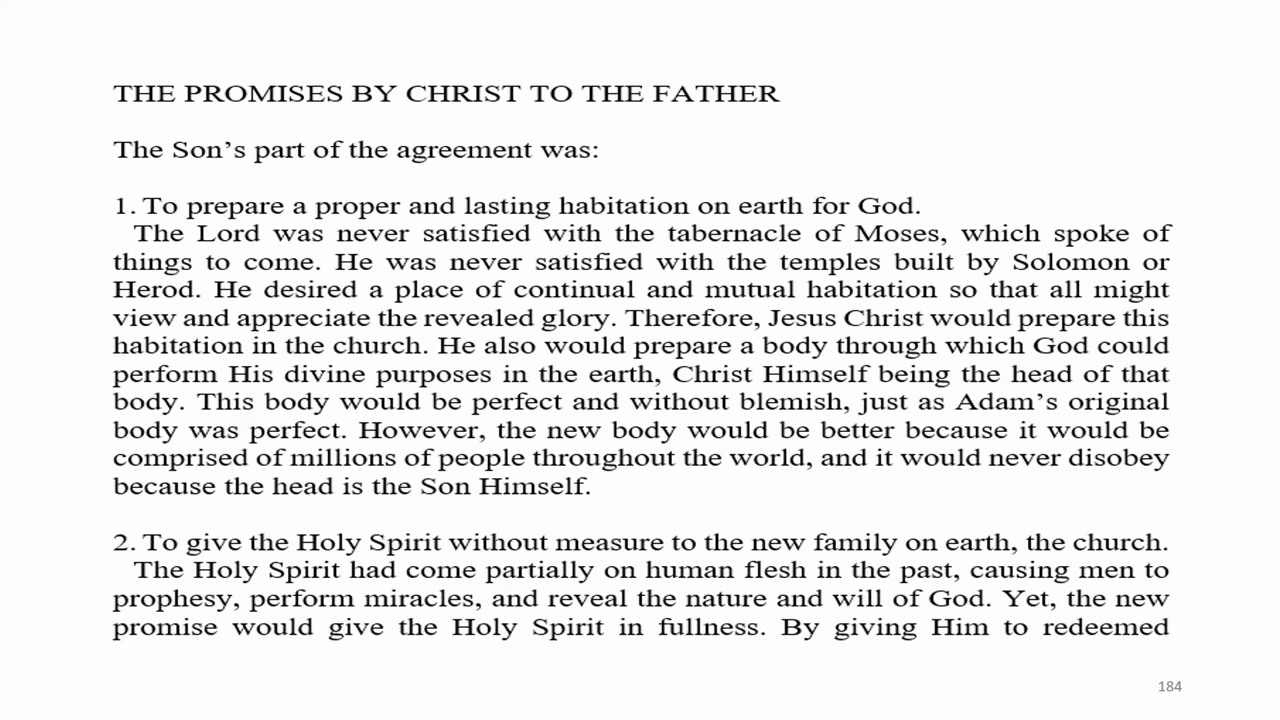 THE PROMISES BY CHRIST TO THE FATHER
The Son’s part of the agreement was:
1. To prepare a proper and lasting habitation on earth for God.
The Lord was never satisfied with the tabernacle of Moses, which spoke of
things to come. He was never satisfied with the temples built by Solomon or
Herod. He desired a place of continual and mutual habitation so that all might
view and appreciate the revealed glory. Therefore, Jesus Christ would prepare this
habitation in the church. He also would prepare a body through which God could
perform His divine purposes in the earth, Christ Himself being the head of that
body. This body would be perfect and without blemish, just as Adam’s original
body was perfect. However, the new body would be better because it would be
comprised of millions of people throughout the world, and it would never disobey
because the head is the Son Himself.
2. To give the Holy Spirit without measure to the new family on earth, the church.
The Holy Spirit had come partially on human flesh in the past, causing men to
prophesy, perform miracles, and reveal the nature and will of God. Yet, the new
promise would give the Holy Spirit in fullness. By giving Him to redeemed
184